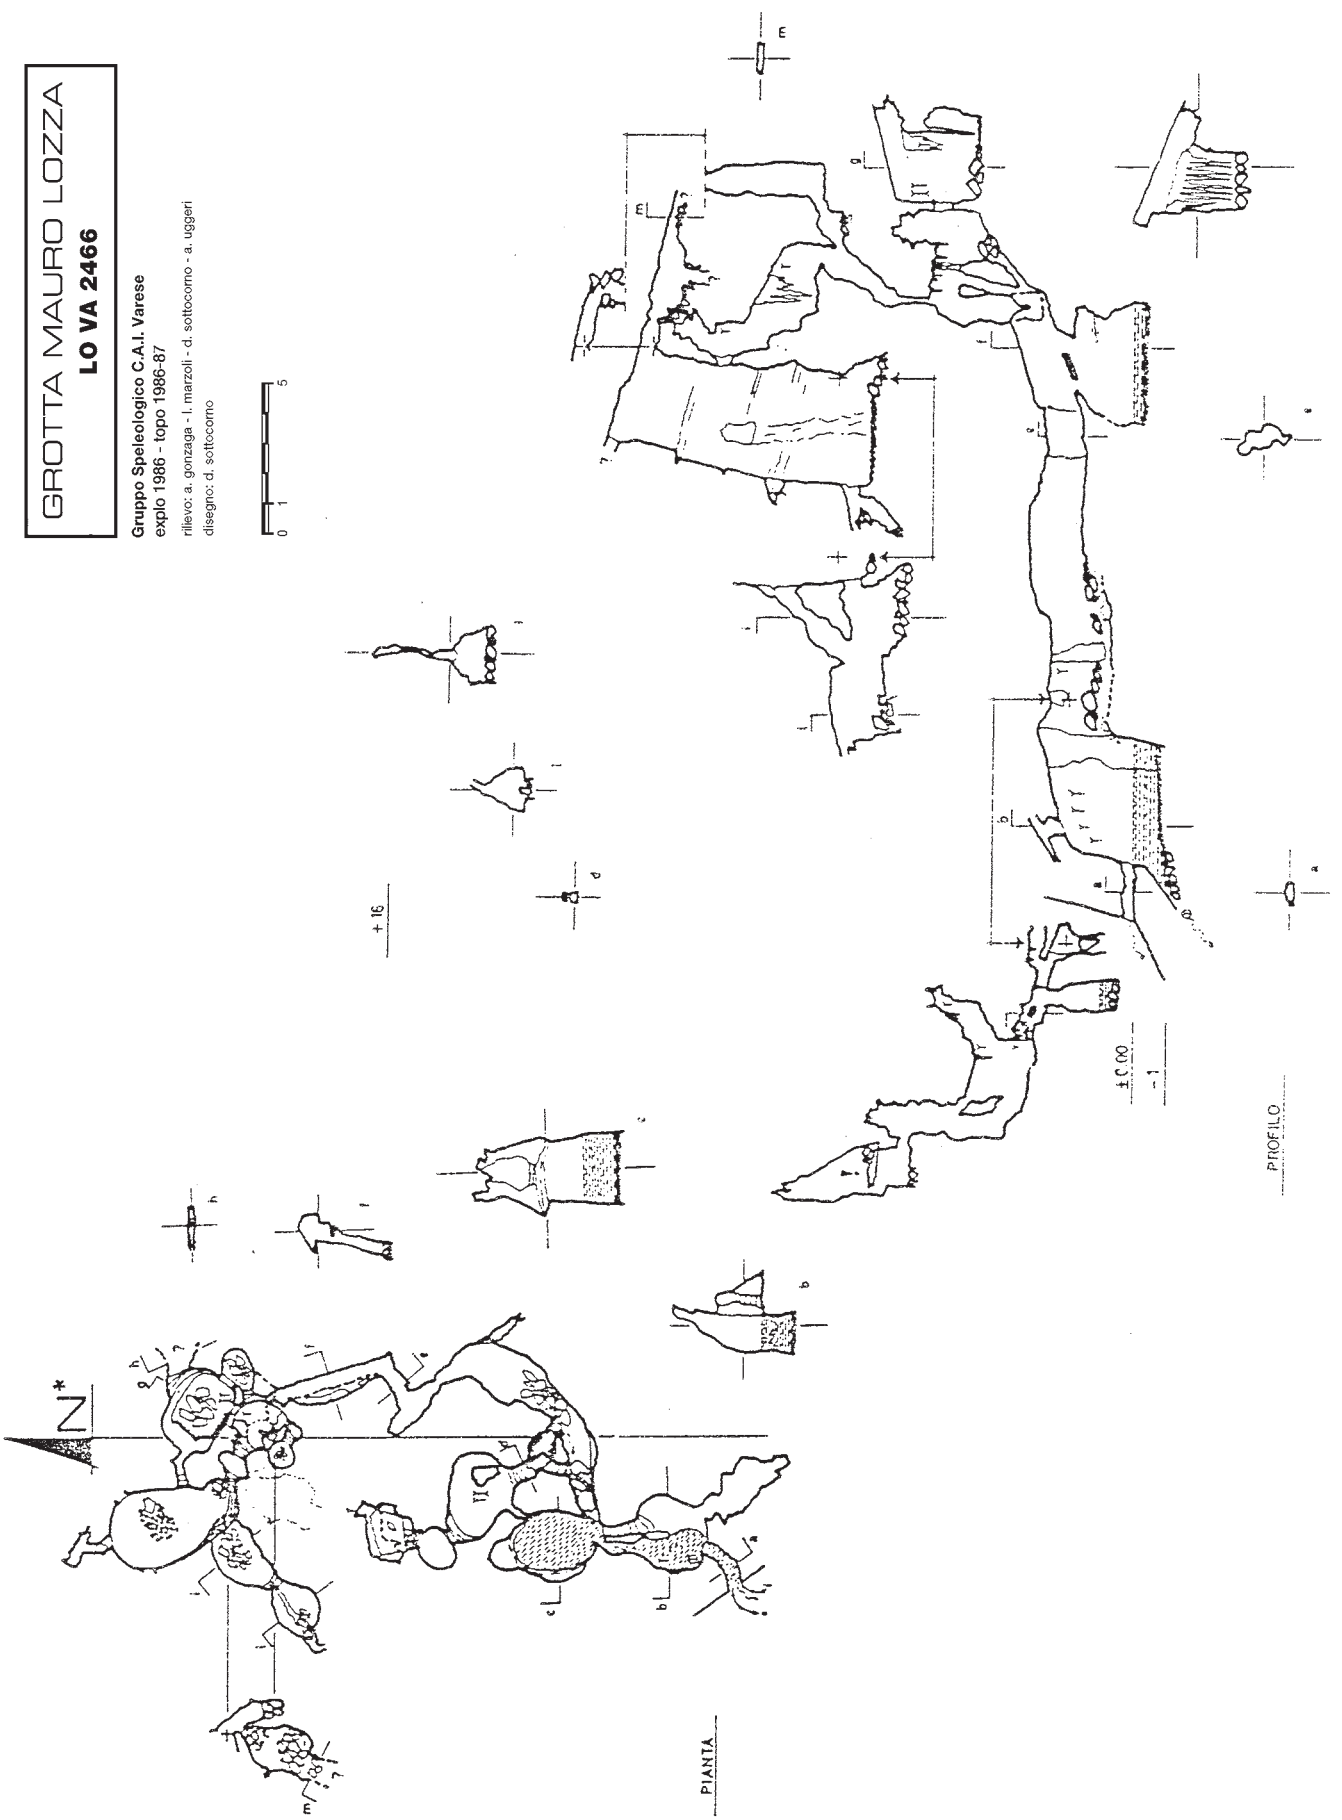 GROTTA MAURO LOZZA
LO VA 2466
Gruppo Speleologico C.A.I. Varese
explo 1986 - topo 1986-87
rilievo: a. gonzaga - l. marzoli - d. sottocorno - a. uggeri
disegno: d. sottocorno
0 1 5
N*
PIANTA
PROFILO
+16
±0.00
-1
m
m
m
g
g
h
h
f
f
e
e
e
d
c
c
b
b
b
a
a
a
i
l
?
?
?
?